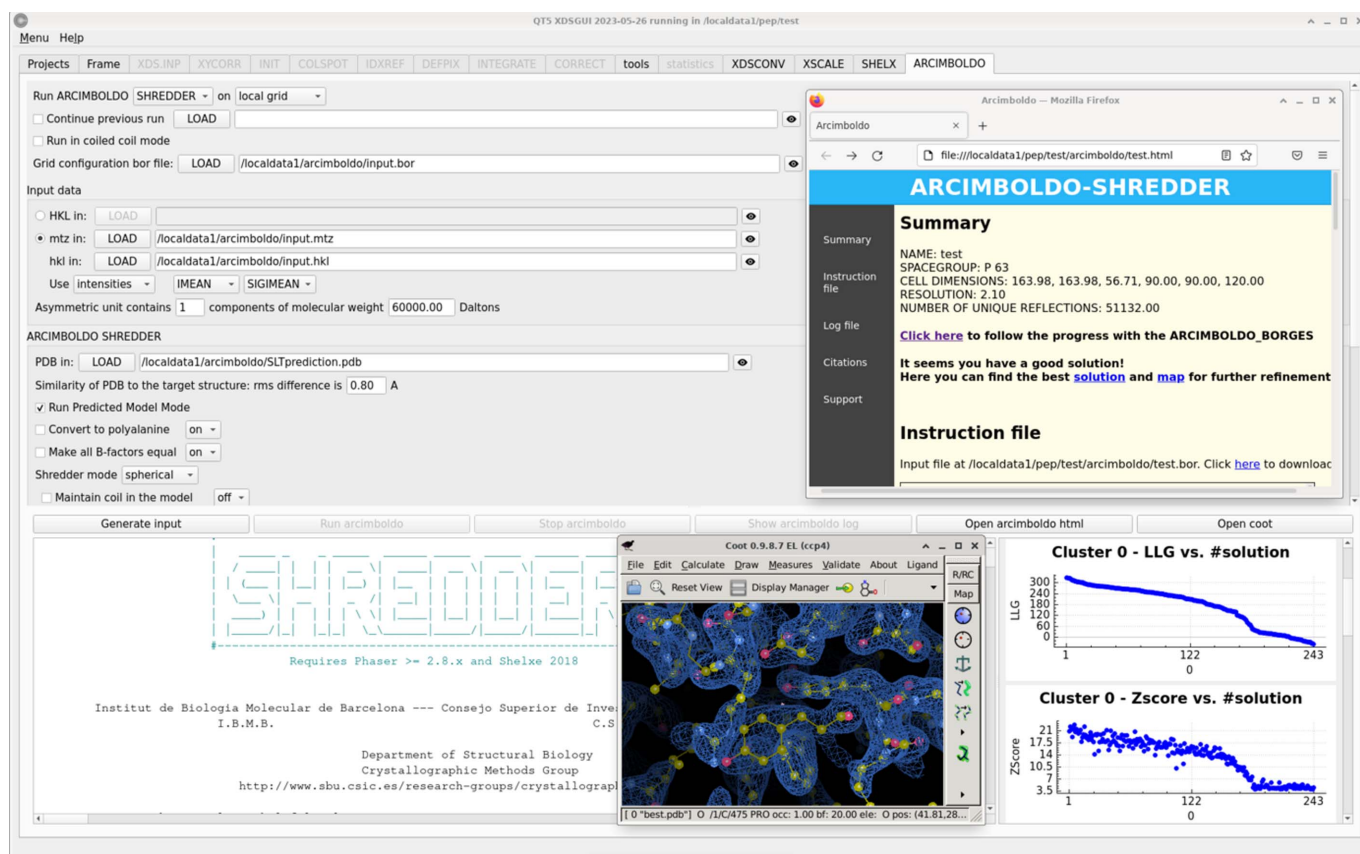 QT5 XDSGUI 2023-05-26 running in /localdata1/pep/test
Menu Help
Projects Frame XDS.INP XYCORR INIT COLSPOT IDXREF DEFPIX INTEGRATE CORRECT tools statistics XDSCONV XSCALE SHELX ARCIMBOLDO
Run ARCIMBOLDO SHREDDER on local grid
Continue previous run LOAD
Run in coiled coil mode
Grid configuration bor file: LOAD /localdata1/arcimboldo/input.bor
Input data
HKL in: LOAD
mtz in: LOAD /localdata1/arcimboldo/input.mtz
hkl in: LOAD /localdata1/arcimboldo/input.hkl
Use intensities IMEAN SIGIMEAN
Asymmetric unit contains 1 components of molecular weight 60000.00 Daltons
ARCIMBOLDO SHREDDER
PDB in: LOAD /localdata1/arcimboldo/SLTprediction.pdb
Similarity of PDB to the target structure: rms difference is 0.80 A
Run Predicted Model Mode
Convert to polyalanine on
Make all B-factors equal on
Shredder mode spherical
Maintain coil in the model off
Arcimboldo — Mozilla Firefox
Arcimboldo
file:///localdata1/pep/test/arcimboldo/test.html
ARCIMBOLDO-SHREDDER
Summary
Instruction
file
Log file
Citations
Support
Summary
NAME: test
SPACEGROUP: P 63
CELL DIMENSIONS: 163.98, 163.98, 56.71, 90.00, 90.00, 120.00
RESOLUTION: 2.10
NUMBER OF UNIQUE REFLECTIONS: 51132.00
Click here to follow the progress with the ARCIMBOLDO_BORGES
It seems you have a good solution!
Here you can find the best solution and map for further refinement
Instruction file
Input file at /localdata1/pep/test/arcimboldo/test.bor. Click here to download
Generate input Run arcimboldo Stop arcimboldo Show arcimboldo log Open arcimboldo html Open coot
SHREDDER
Requires Phaser >= 2.8.x and Shelxe 2018
Institut de Biologia Molecular de Barcelona --- Consejo Superior de Inve
I.B.M.B. C.S
Department of Structural Biology
Crystallographic Methods Group
http://www.sbu.csic.es/research-groups/crystallograp
Coot 0.9.8.7 EL (ccp4)
File Edit Calculate Draw Measures Validate About Ligand
Reset View Display Manager
R/RC
Map
[ 0 "best.pdb"] O /1/C/475 PRO occ: 1.00 bf: 20.00 ele: O pos: (41.81,28...
Cluster 0 - LLG vs. #solution
LLG
300
240
180
120
60
0
1 122 243
0
Cluster 0 - Zscore vs. #solution
ZScore
21
17.5
14
10.5
7
3.5
1 122 243
0